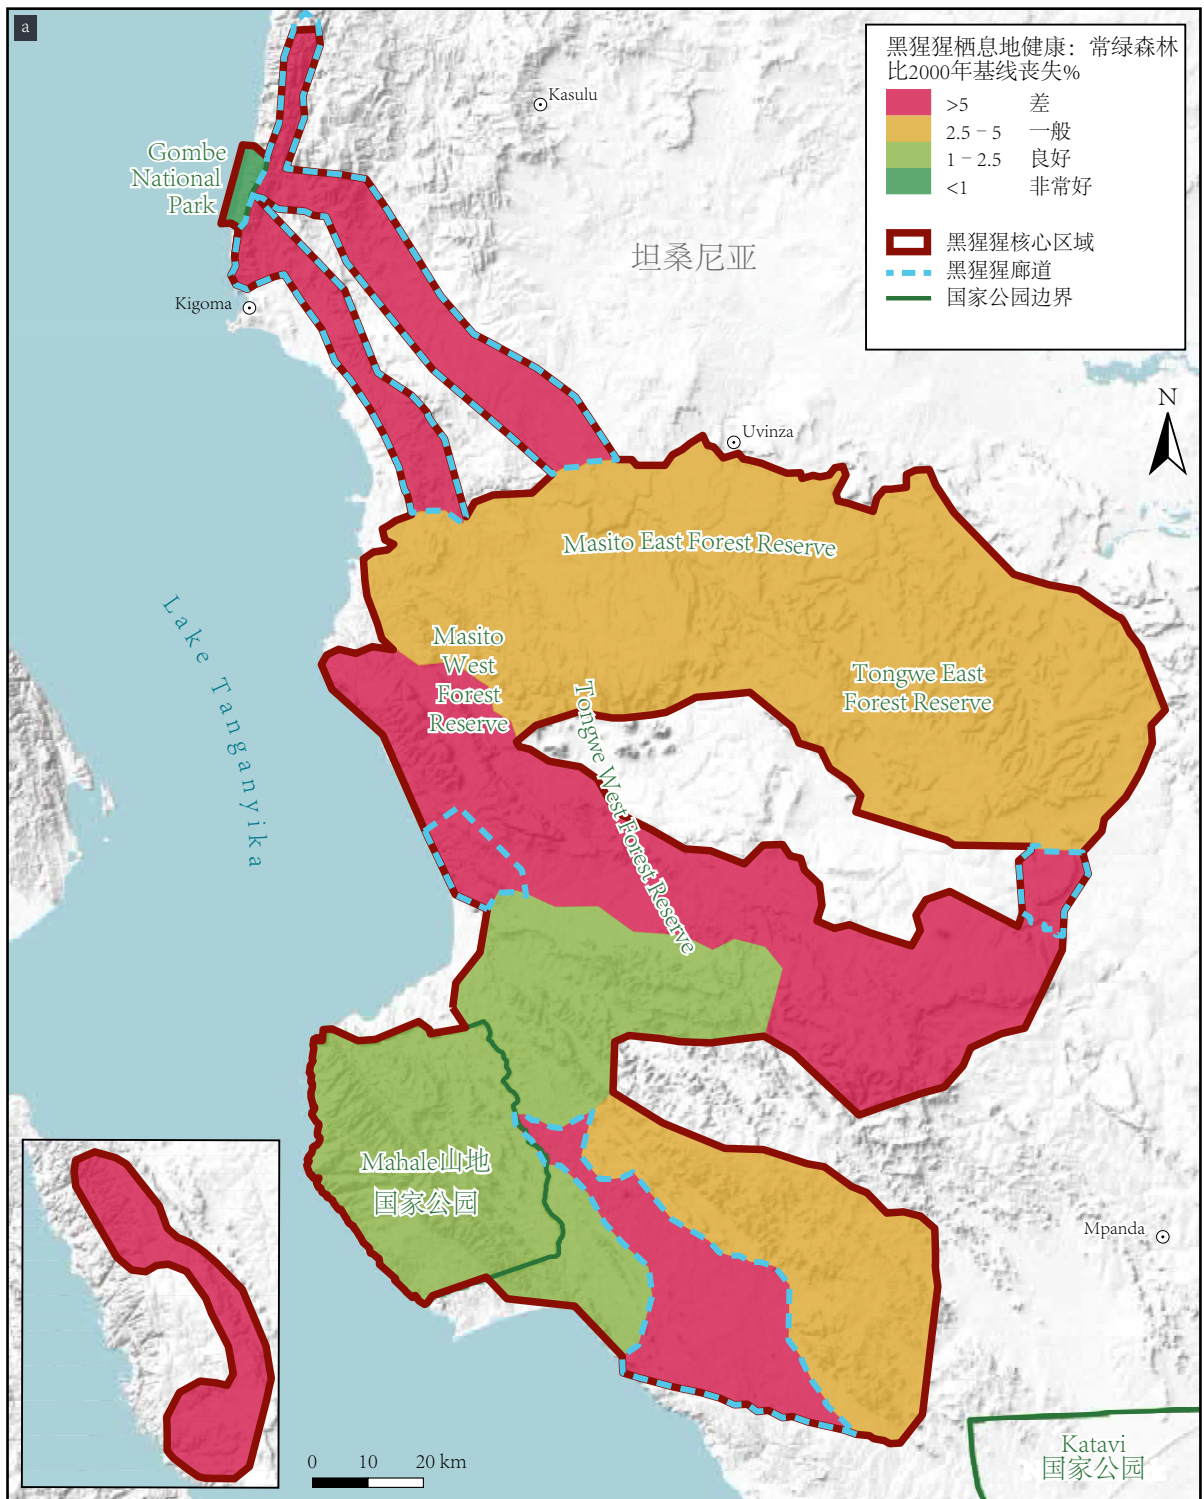 a
黑猩猩栖息地健康：常绿森林
比2000年基线丧失%
>5 差
2.5 – 5 一般
1 – 2.5 良好
<1 非常好
黑猩猩核心区域
黑猩猩廊道
国家公园边界
Kasulu
Gombe
National
Park
坦桑尼亚
Kigoma
N
Uvinza
Masito East Forest Reserve
Lake Tanganyika
Masito
West
Forest
Reserve
Tongwe East
Forest Reserve
Tongwe West Forest Reserve
Mahale山地
国家公园
Mpanda
Katavi
国家公园
0 10 20 km